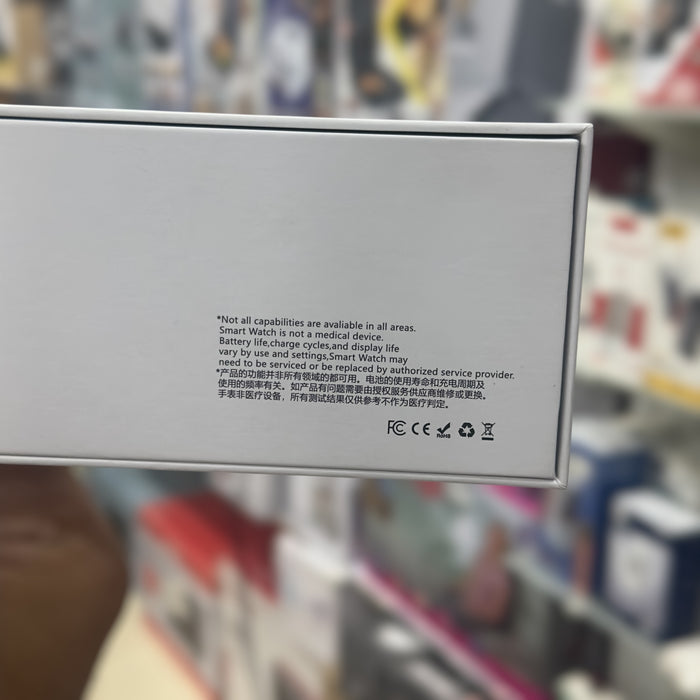 *Not all capabilities are avaliable in all areas.
Smart Watch is not a medical device.
Battery life,charge cycles,and display life
vary by use and settings,Smart Watch may
need to be serviced or be replaced by authorized service provider.
*产品的功能并非所有领域的都可用。电池的使用寿命和充电周期及
使用的频率有关。如产品有问题需要由授权服务供应商维修或更换。
手表非医疗设备，所有测试结果仅供参考不作为医疗判定。
FC CE RoHS